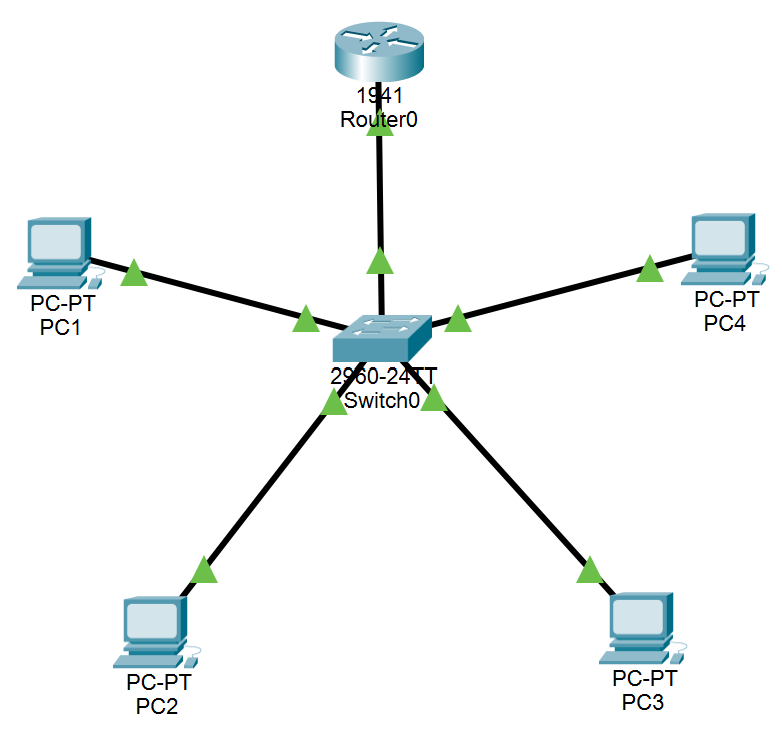 1941
Router0
PC-PT
PC1
PC-PT
PC4
2960-24TT
Switch0
PC-PT
PC2
PC-PT
PC3